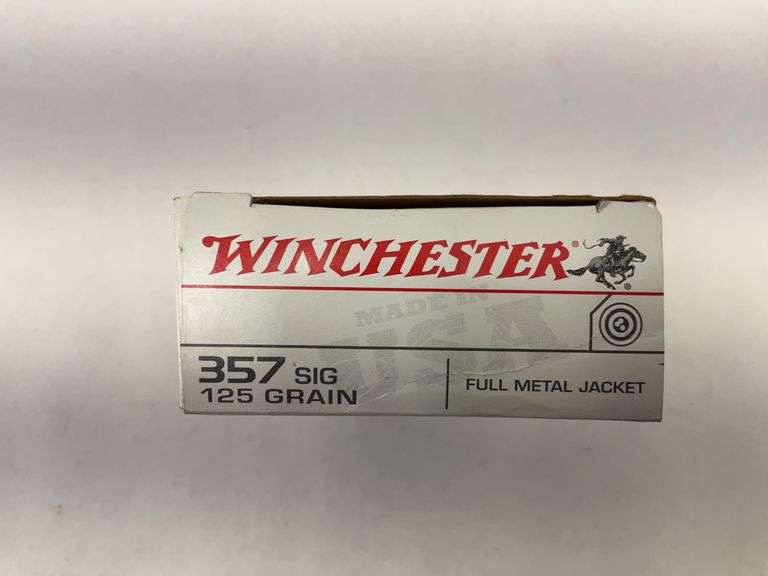 WINCHESTER®
MADE IN
USA
357 SIG
125 GRAIN
FULL METAL JACKET